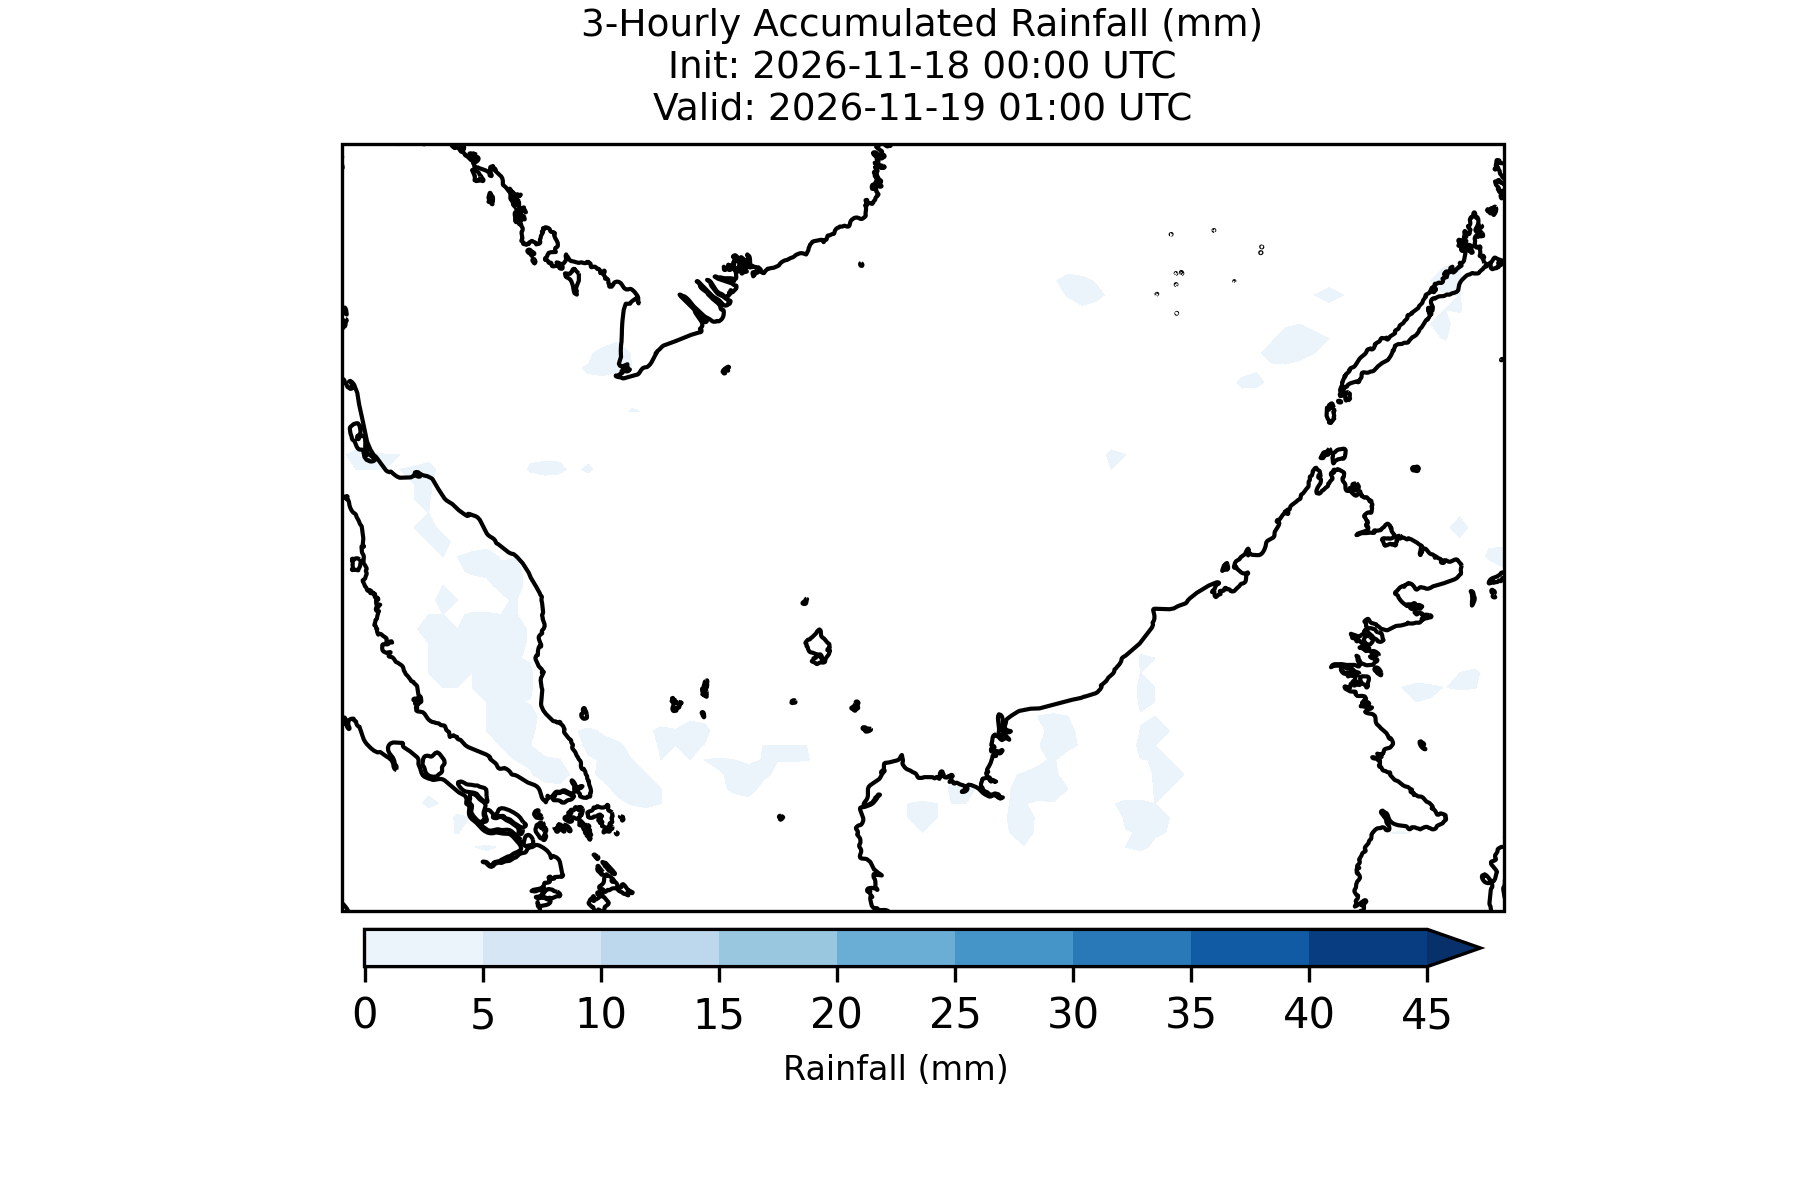 3-Hourly Accumulated Rainfall (mm)
Init: 2026-11-18 00:00 UTC
Valid: 2026-11-19 01:00 UTC
0 5 10 15 20 25 30 35 40 45
Rainfall (mm)